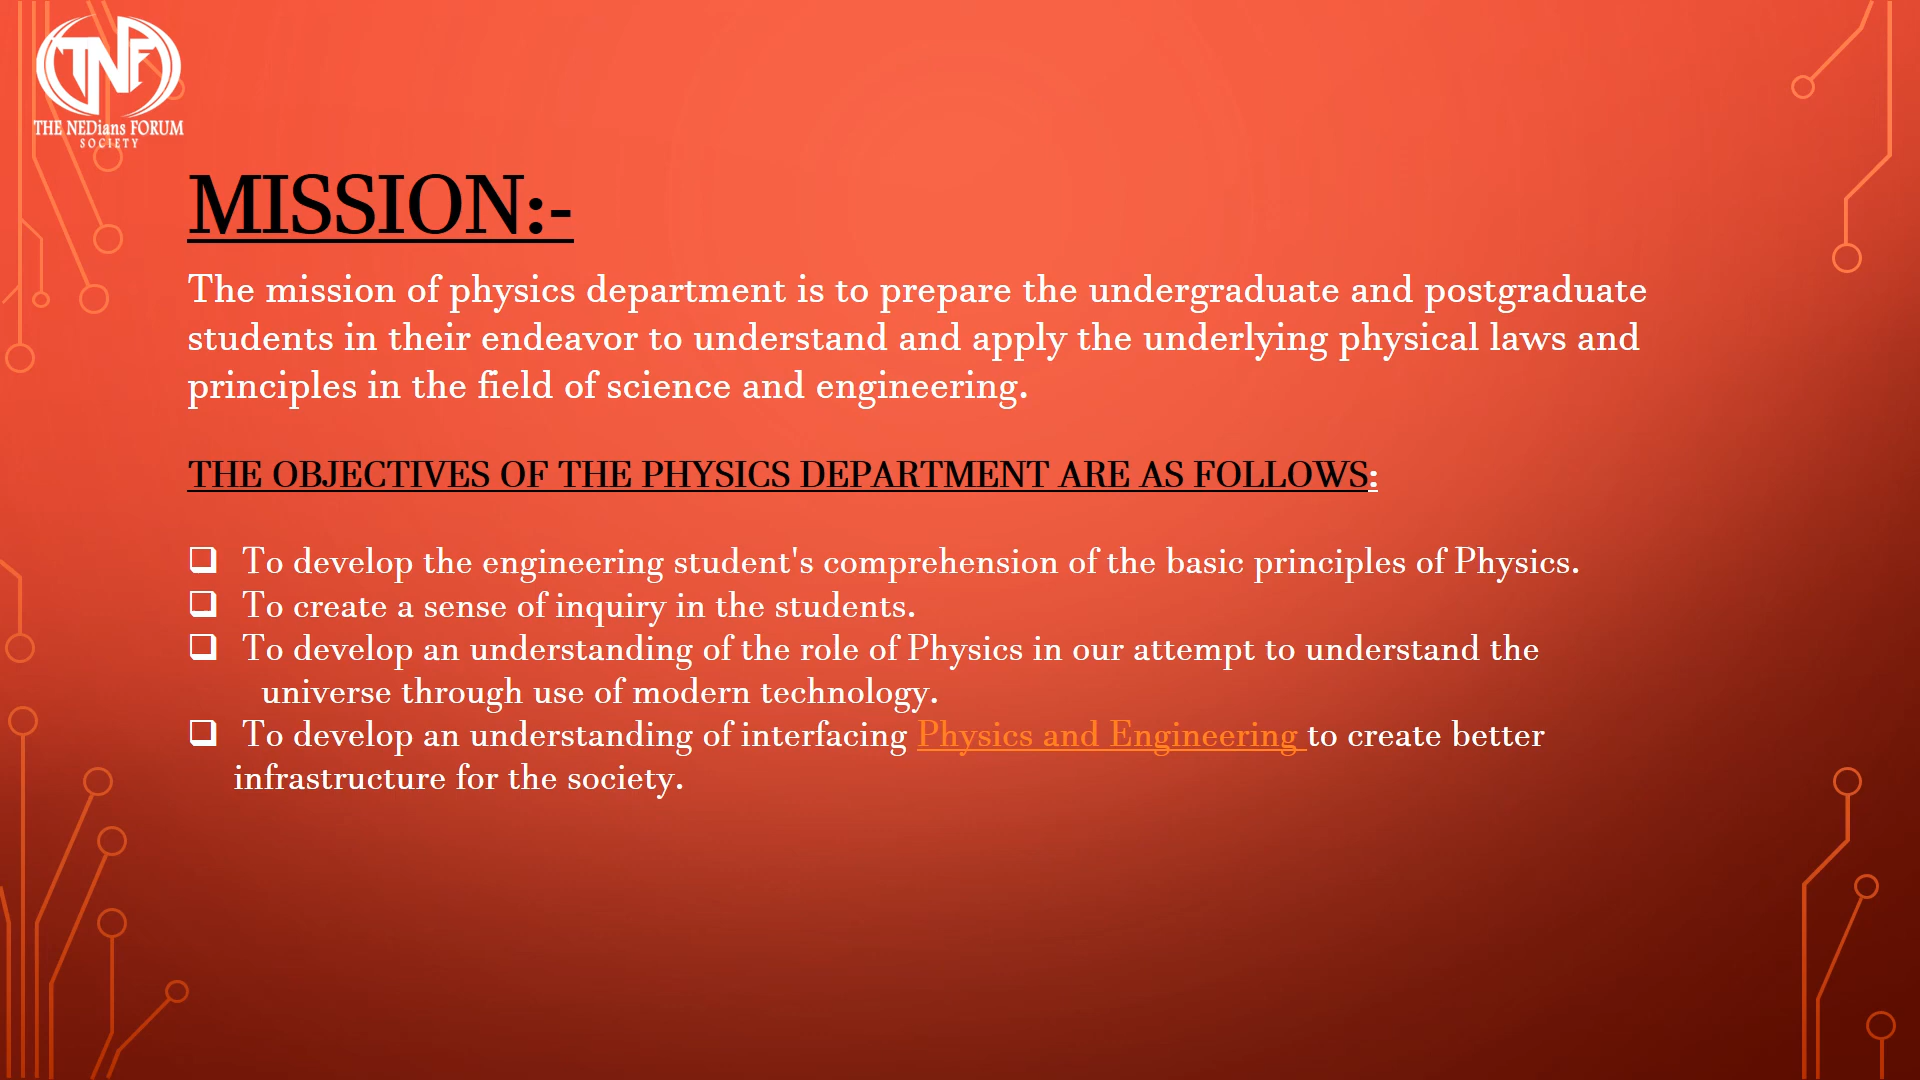 TNF
THE NEDians FORUM
SOCIETY
MISSION:-
The mission of physics department is to prepare the undergraduate and postgraduate
students in their endeavor to understand and apply the underlying physical laws and
principles in the field of science and engineering.
THE OBJECTIVES OF THE PHYSICS DEPARTMENT ARE AS FOLLOWS:
❑ To develop the engineering student's comprehension of the basic principles of Physics.
❑ To create a sense of inquiry in the students.
❑ To develop an understanding of the role of Physics in our attempt to understand the
universe through use of modern technology.
❑ To develop an understanding of interfacing Physics and Engineering to create better
infrastructure for the society.